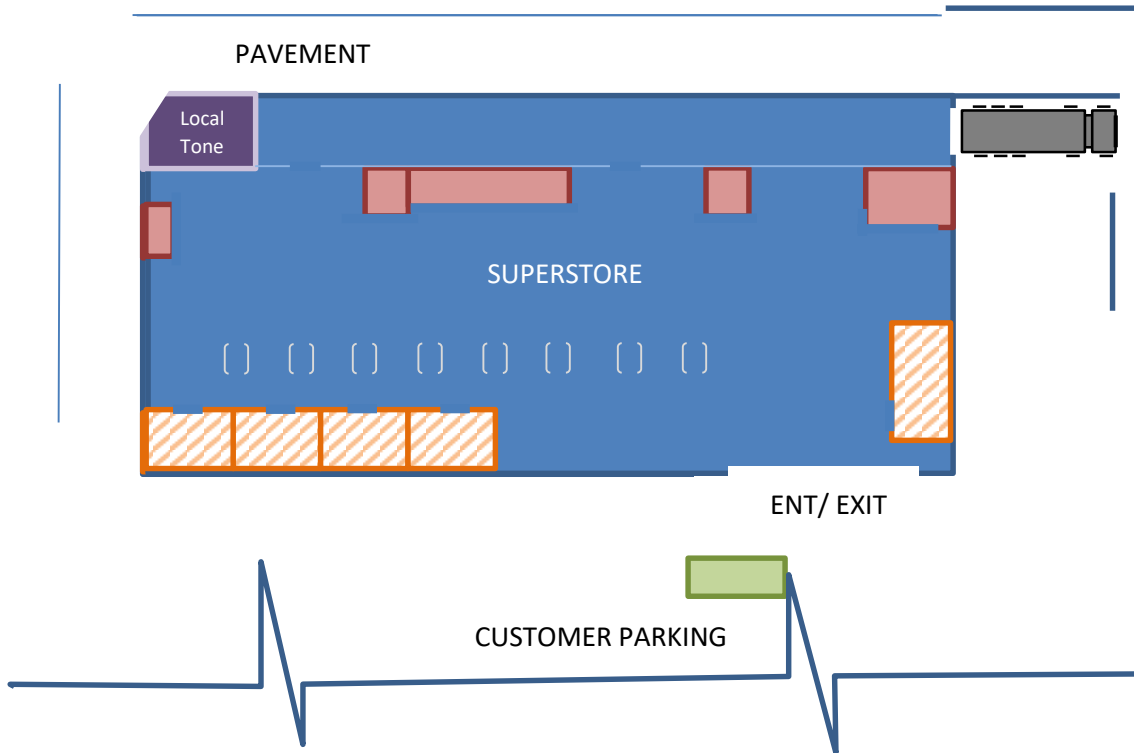 PAVEMENT
Local
Tone
SUPERSTORE
ENT/ EXIT
CUSTOMER PARKING